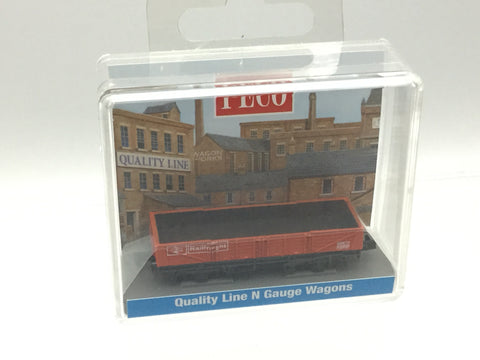 PECO
QUALITY LINE
WAGON
WORKS
Railfreight
Quality Line N Gauge Wagons